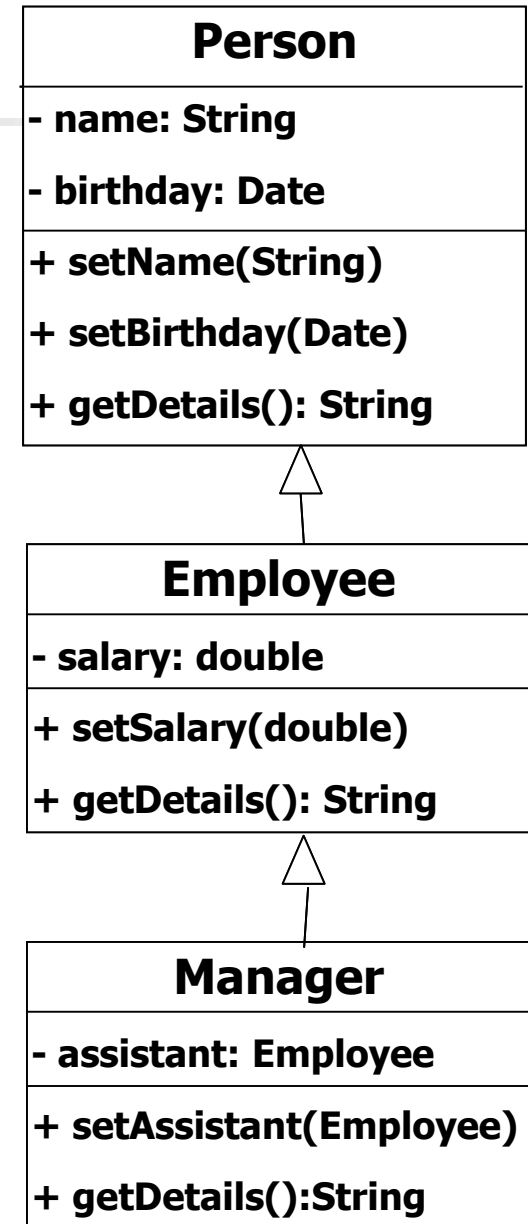 Person
- name: String
- birthday: Date
+ setName(String)
+ setBirthday(Date)
+ getDetails(): String
Employee
- salary: double
+ setSalary(double)
+ getDetails(): String
Manager
- assistant: Employee
+ setAssistant(Employee)
+ getDetails():String